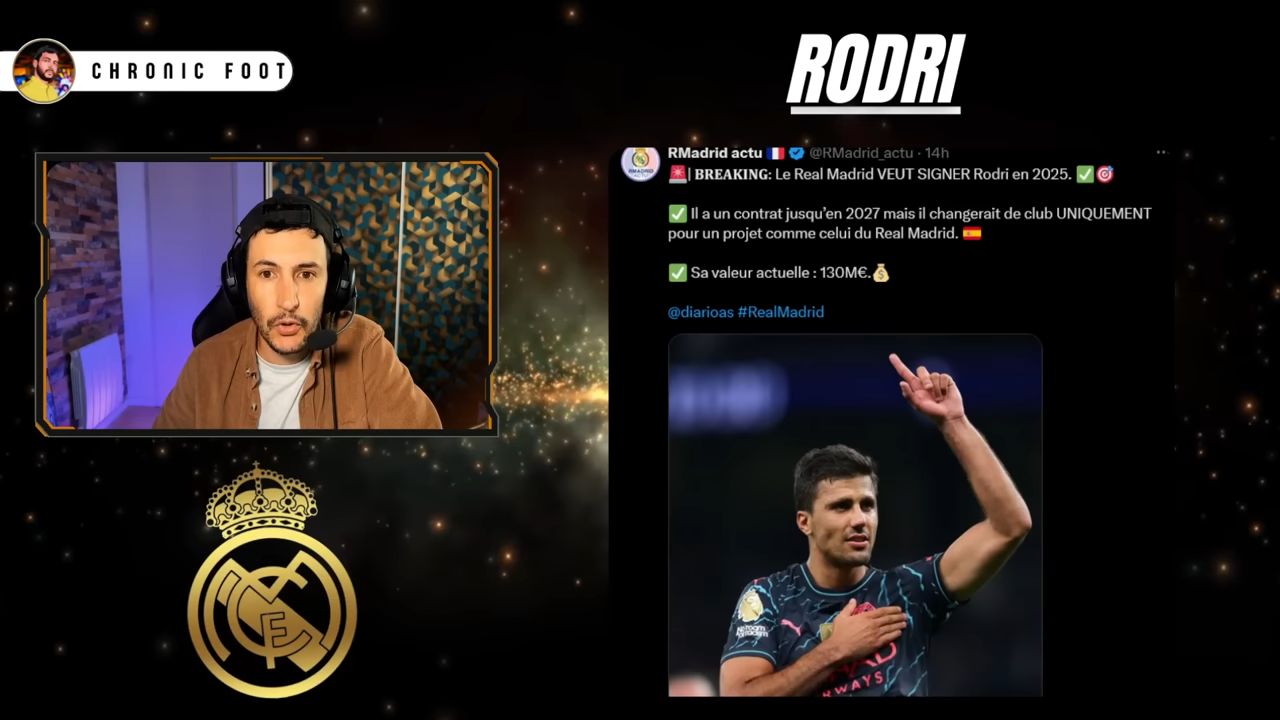 CHRONIC FOOT
RODRI
RMadrid actu 🇫🇷 @RMadrid_actu · 14h
🚨| BREAKING: Le Real Madrid VEUT SIGNER Rodri en 2025. ✅🎯
✅ Il a un contrat jusqu'en 2027 mais il changerait de club UNIQUEMENT
pour un projet comme celui du Real Madrid. 🇪🇸
✅ Sa valeur actuelle : 130M€.💰
@diarioas #RealMadrid